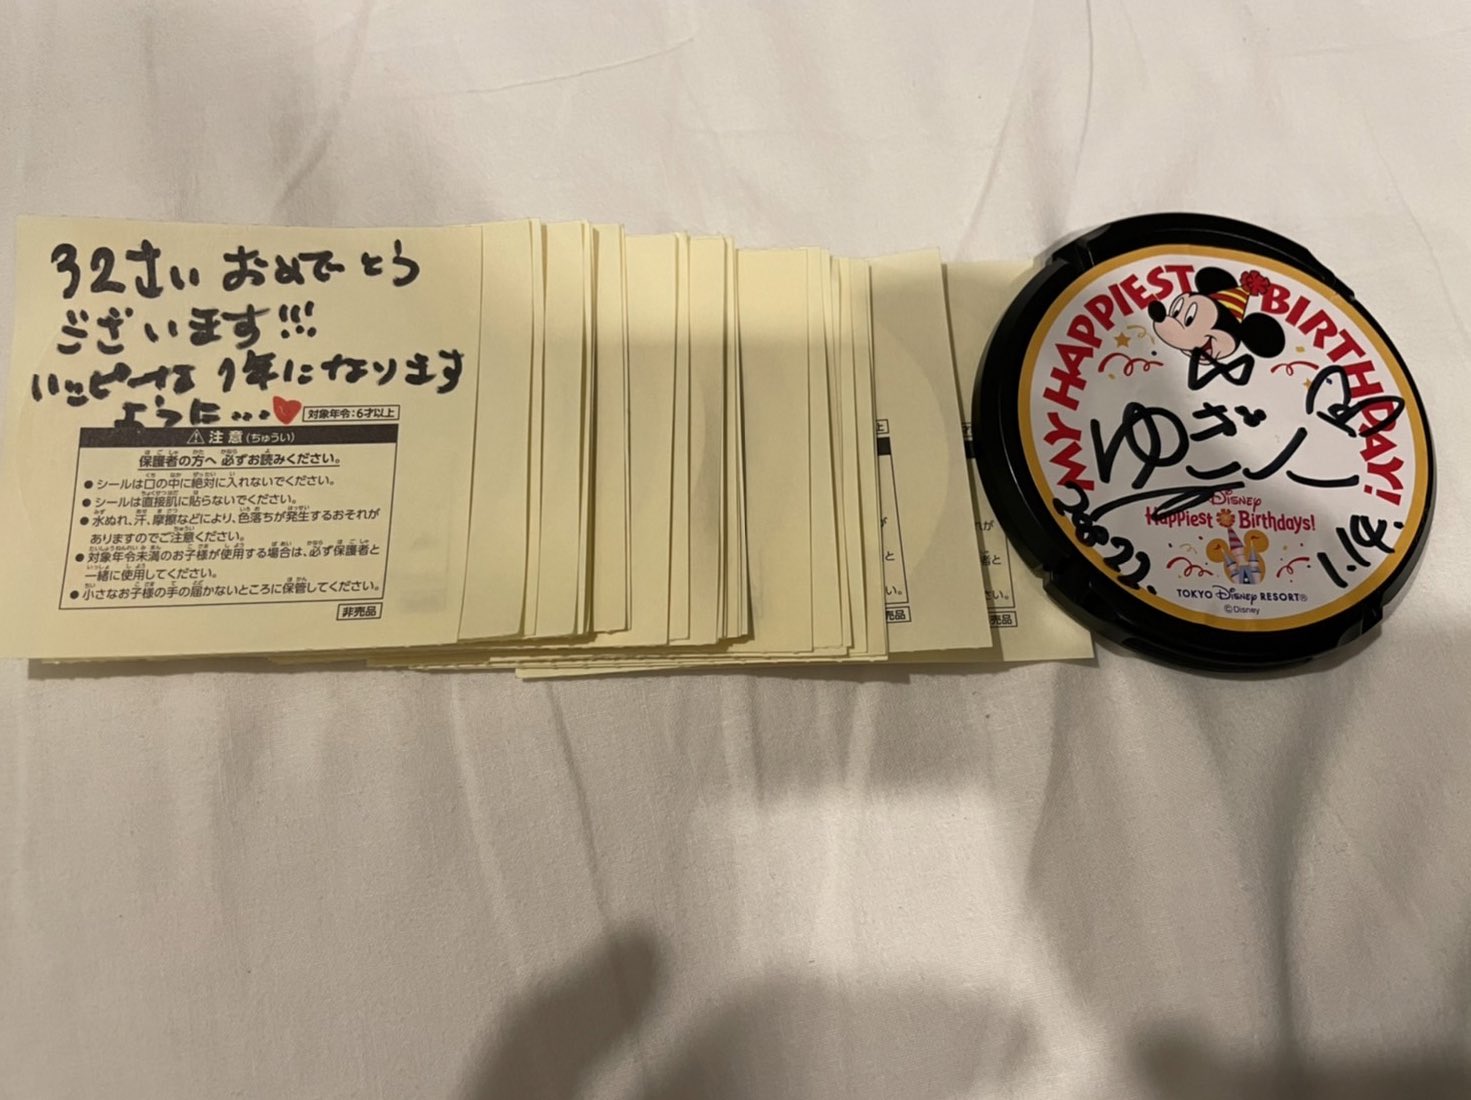 32さい おめでとう
ございます!!!
ハッピーな 1年になります
ように…♥
対象年令:6才以上
⚠注意(ちゅうい)
保護者の方へ 必ずお読みください。
●シールは口の中に絶対に入れないでください。
●シールは直接肌に貼らないでください。
●水ぬれ、汗、摩擦などにより、色落ちが発生するおそれが
ありますのでご注意ください。
●対象年令未満のお子様が使用する場合は、必ず保護者と
一緒に使用してください。
●小さなお子様の手の届かないところに保管してください。
非売品
売品
売品
MY HAPPIEST BIRTHDAY!
1.14.
Disney
Happiest Birthdays!
TOKYO Disney RESORT®
©Disney